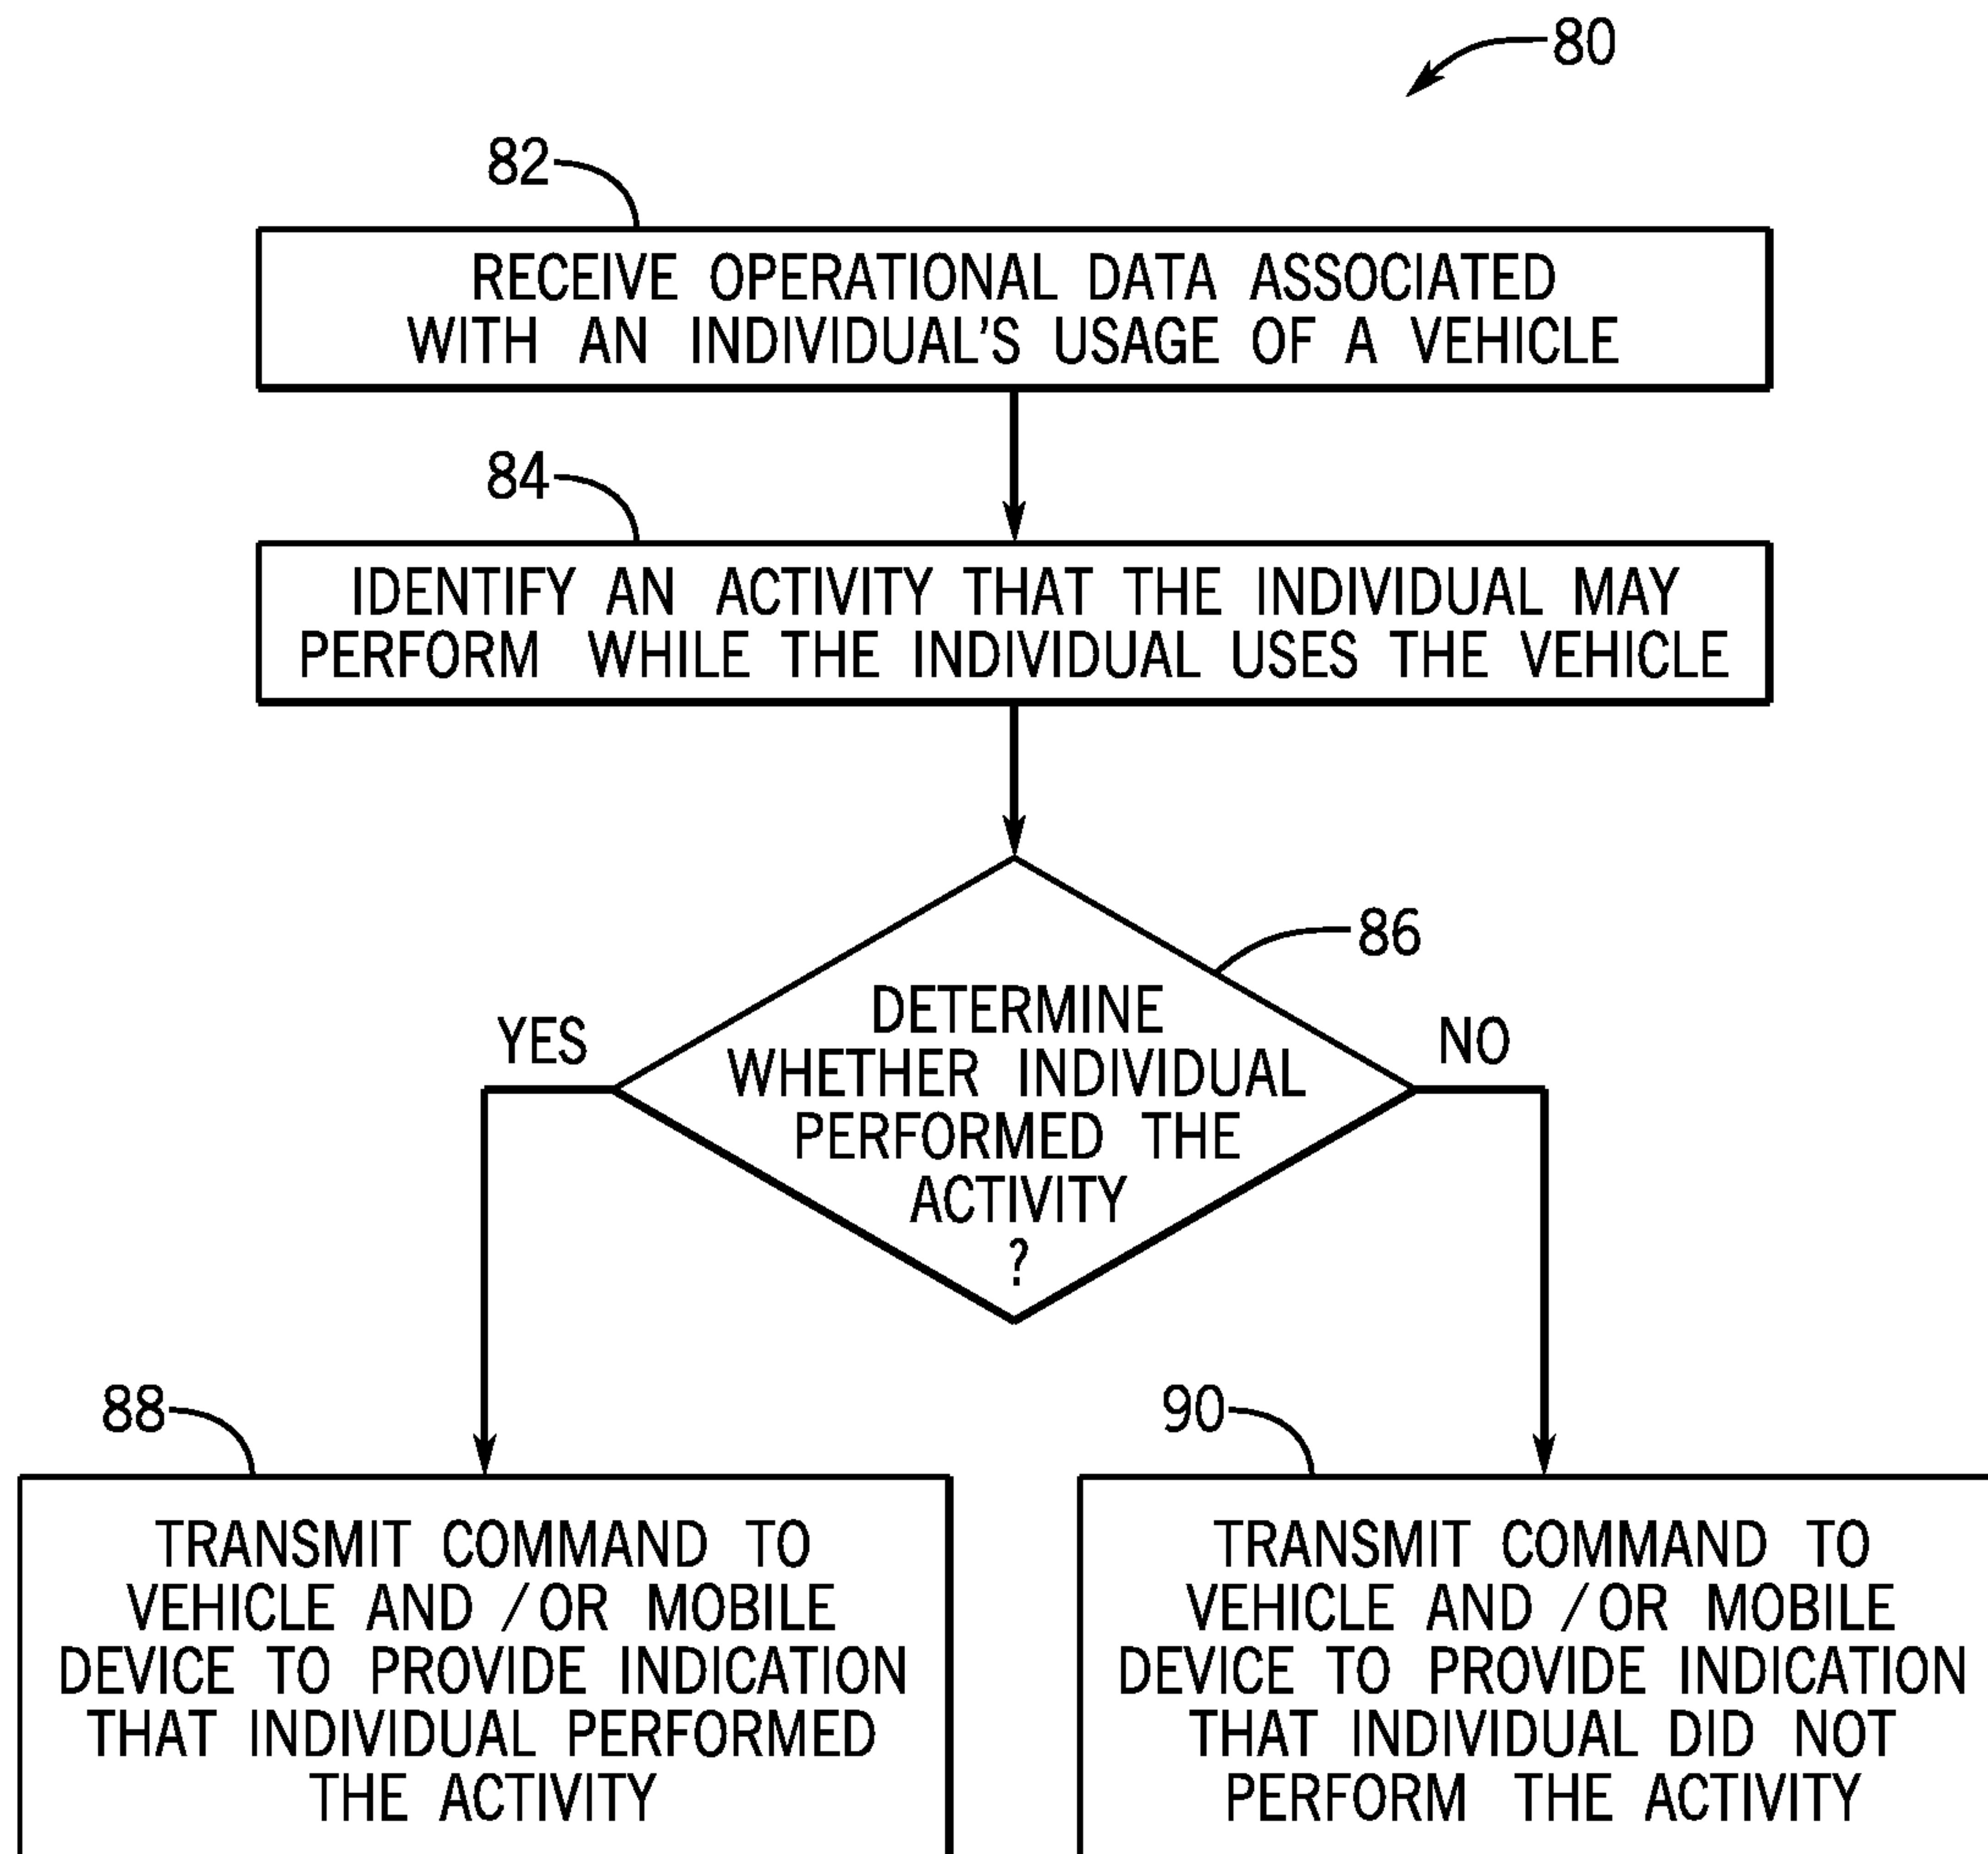 80
82
RECEIVE OPERATIONAL DATA ASSOCIATED
WITH AN INDIVIDUAL'S USAGE OF A VEHICLE
84
IDENTIFY AN ACTIVITY THAT THE INDIVIDUAL MAY
PERFORM WHILE THE INDIVIDUAL USES THE VEHICLE
86
DETERMINE
WHETHER INDIVIDUAL
PERFORMED THE
ACTIVITY
?
YES
NO
88
TRANSMIT COMMAND TO
VEHICLE AND /OR MOBILE
DEVICE TO PROVIDE INDICATION
THAT INDIVIDUAL PERFORMED
THE ACTIVITY
90
TRANSMIT COMMAND TO
VEHICLE AND /OR MOBILE
DEVICE TO PROVIDE INDICATION
THAT INDIVIDUAL DID NOT
PERFORM THE ACTIVITY